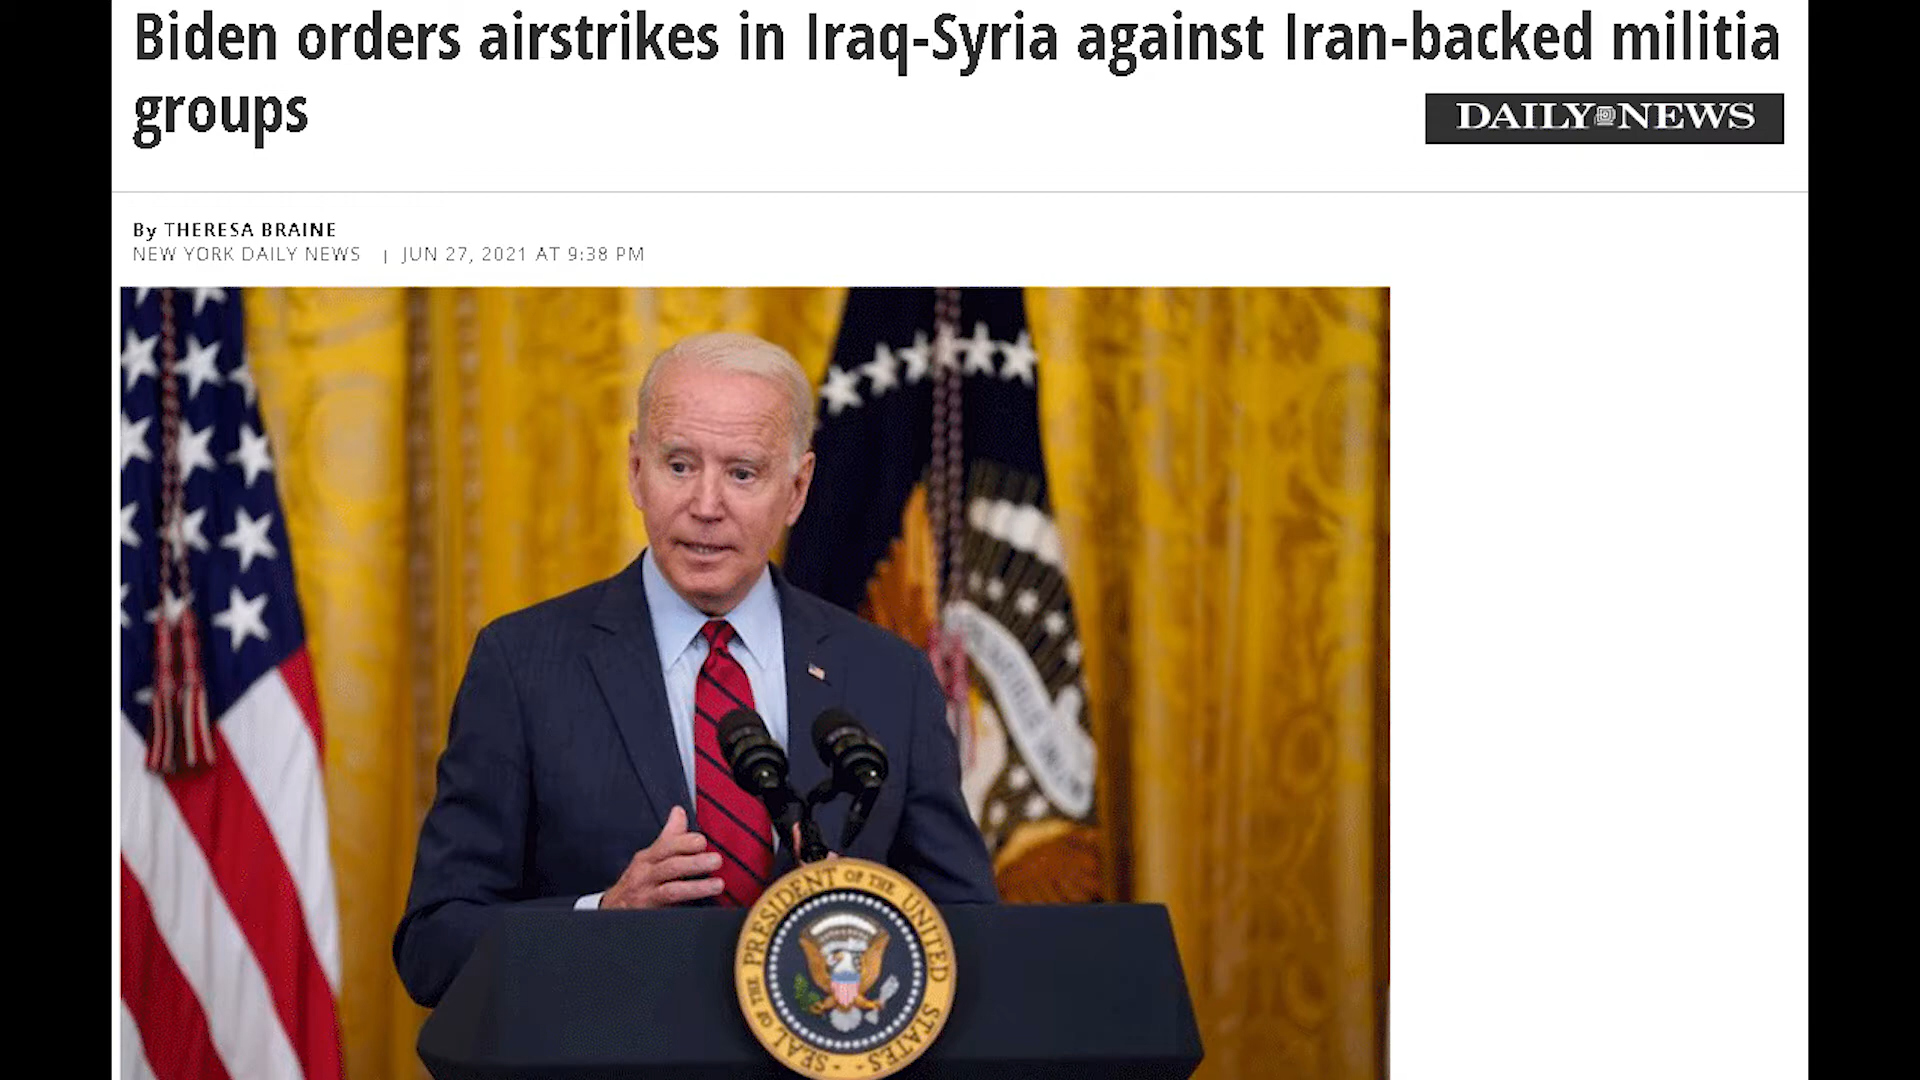 Biden orders airstrikes in Iraq-Syria against Iran-backed militia
groups
DAILY NEWS
By THERESA BRAINE
NEW YORK DAILY NEWS | JUN 27, 2021 AT 9:38 PM
SEAL OF THE PRESIDENT OF THE UNITED STATES